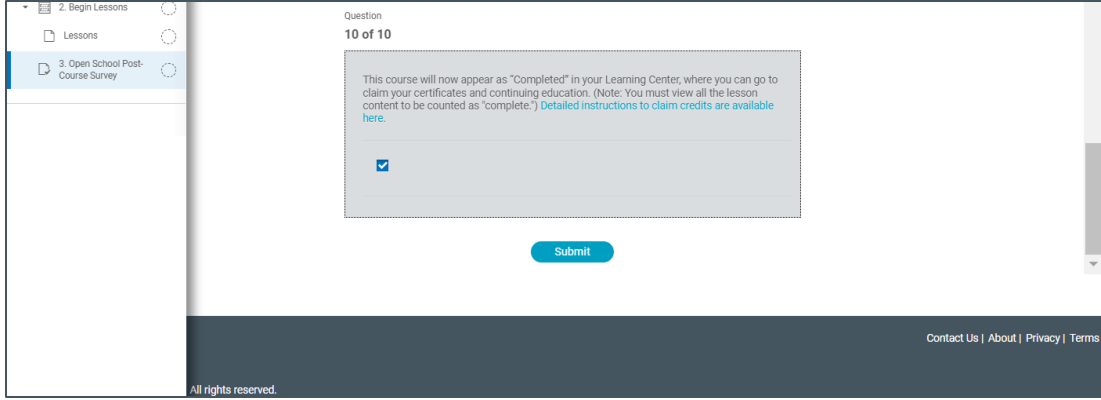 2. Begin Lessons
Lessons
3. Open School Post-
Course Survey
Question
10 of 10
This course will now appear as "Completed" in your Learning Center, where you can go to
claim your certificates and continuing education. (Note: You must view all the lesson
content to be counted as "complete.") Detailed instructions to claim credits are available
here.
Submit
Contact Us | About | Privacy | Terms
All rights reserved.